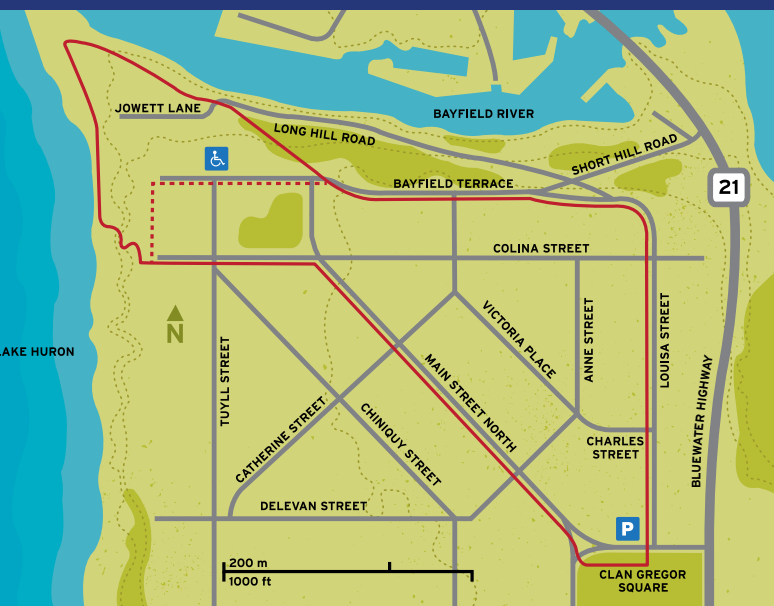 JOWETT LANE
BAYFIELD RIVER
LONG HILL ROAD
SHORT HILL ROAD
BAYFIELD TERRACE
21
COLINA STREET
N
LAKE HURON
VICTORIA PLACE
ANNE STREET
LOUISA STREET
TUYLL STREET
MAIN STREET NORTH
BLUEWATER HIGHWAY
CATHERINE STREET
CHINIQUY STREET
CHARLES
STREET
DELEVAN STREET
P
200 m
1000 ft
CLAN GREGOR
SQUARE